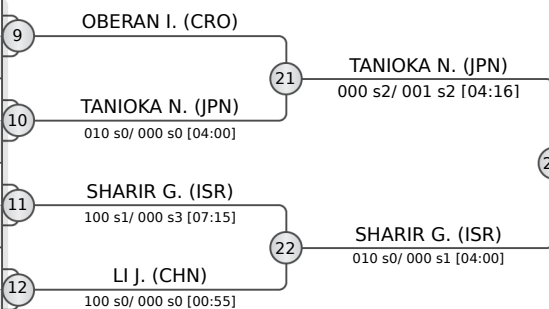 OBERAN I. (CRO)
9
21
TANIOKA N. (JPN)
000 s2/ 001 s2 [04:16]
TANIOKA N. (JPN)
10
010 s0/ 000 s0 [04:00]
SHARIR G. (ISR)
11
100 s1/ 000 s3 [07:15]
22
SHARIR G. (ISR)
010 s0/ 000 s1 [04:00]
LI J. (CHN)
12
100 s0/ 000 s0 [00:55]